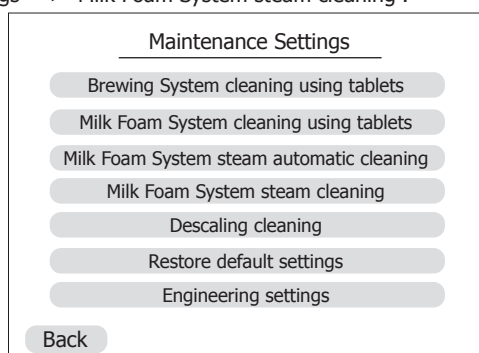 Maintenance Settings
Brewing System cleaning using tablets
Milk Foam System cleaning using tablets
Milk Foam System steam automatic cleaning
Milk Foam System steam cleaning
Descaling cleaning
Restore default settings
Engineering settings
Back